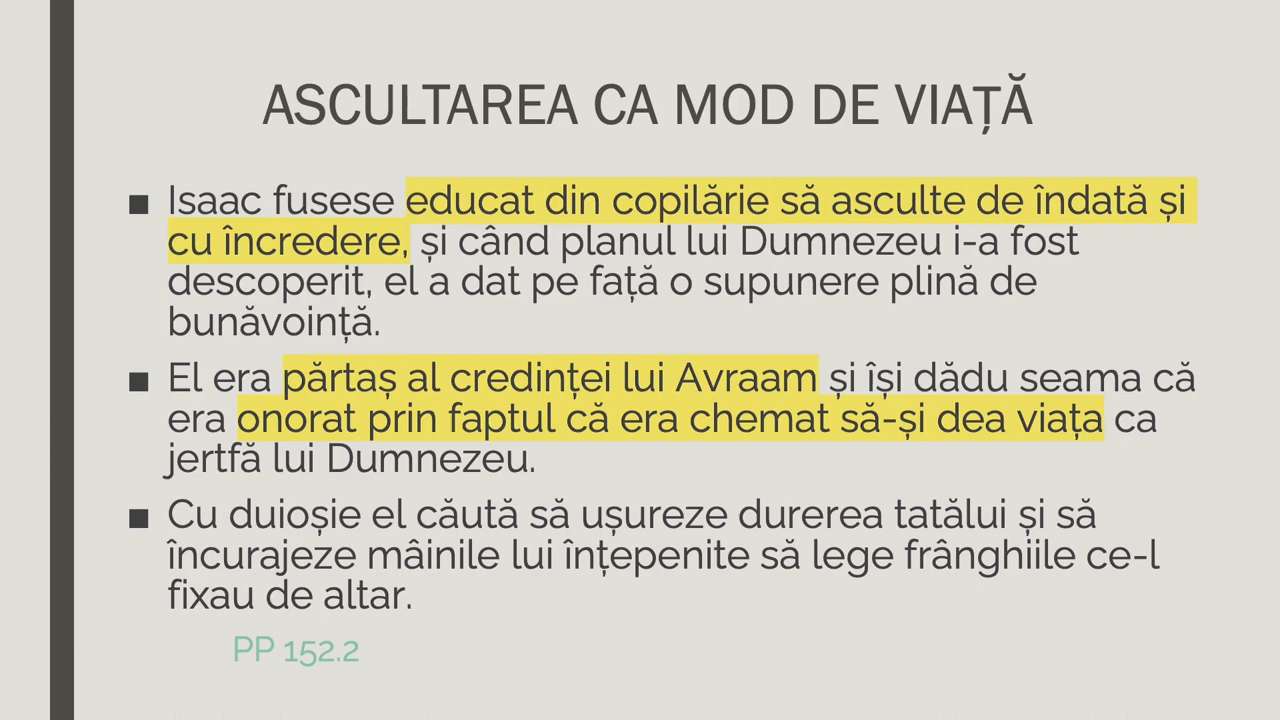 ASCULTAREA CA MOD DE VIAȚĂ
■ Isaac fusese educat din copilărie să asculte de îndată și
cu încredere, și când planul lui Dumnezeu i-a fost
descoperit, el a dat pe față o supunere plină de
bunăvoință.
■ El era părtaș al credinței lui Avraam și își dădu seama că
era onorat prin faptul că era chemat să-și dea viața ca
jertfă lui Dumnezeu.
■ Cu duioșie el căută să ușureze durerea tatălui și să
încurajeze mâinile lui înțepenite să lege frânghiile ce-l
fixau de altar.
PP 152.2